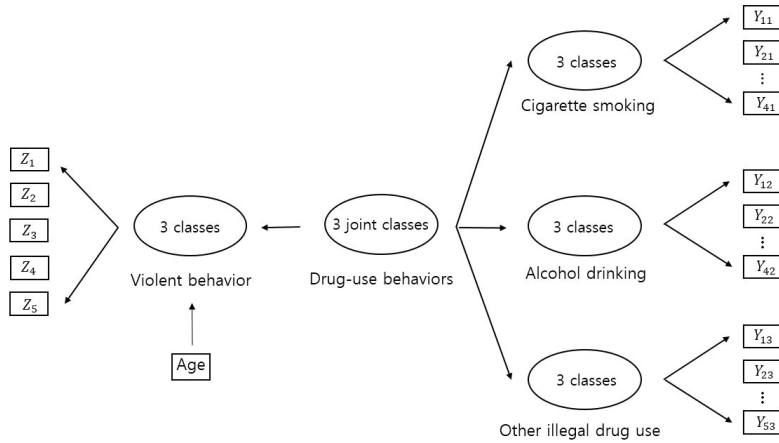 Z₁
Z₂
Z₃
Z₄
Z₅
3 classes
Violent behavior
Age
3 joint classes
Drug-use behaviors
3 classes
Cigarette smoking
Y₁₁
Y₂₁
⋮
Y₄₁
3 classes
Alcohol drinking
Y₁₂
Y₂₂
⋮
Y₄₂
3 classes
Other illegal drug use
Y₁₃
Y₂₃
⋮
Y₅₃